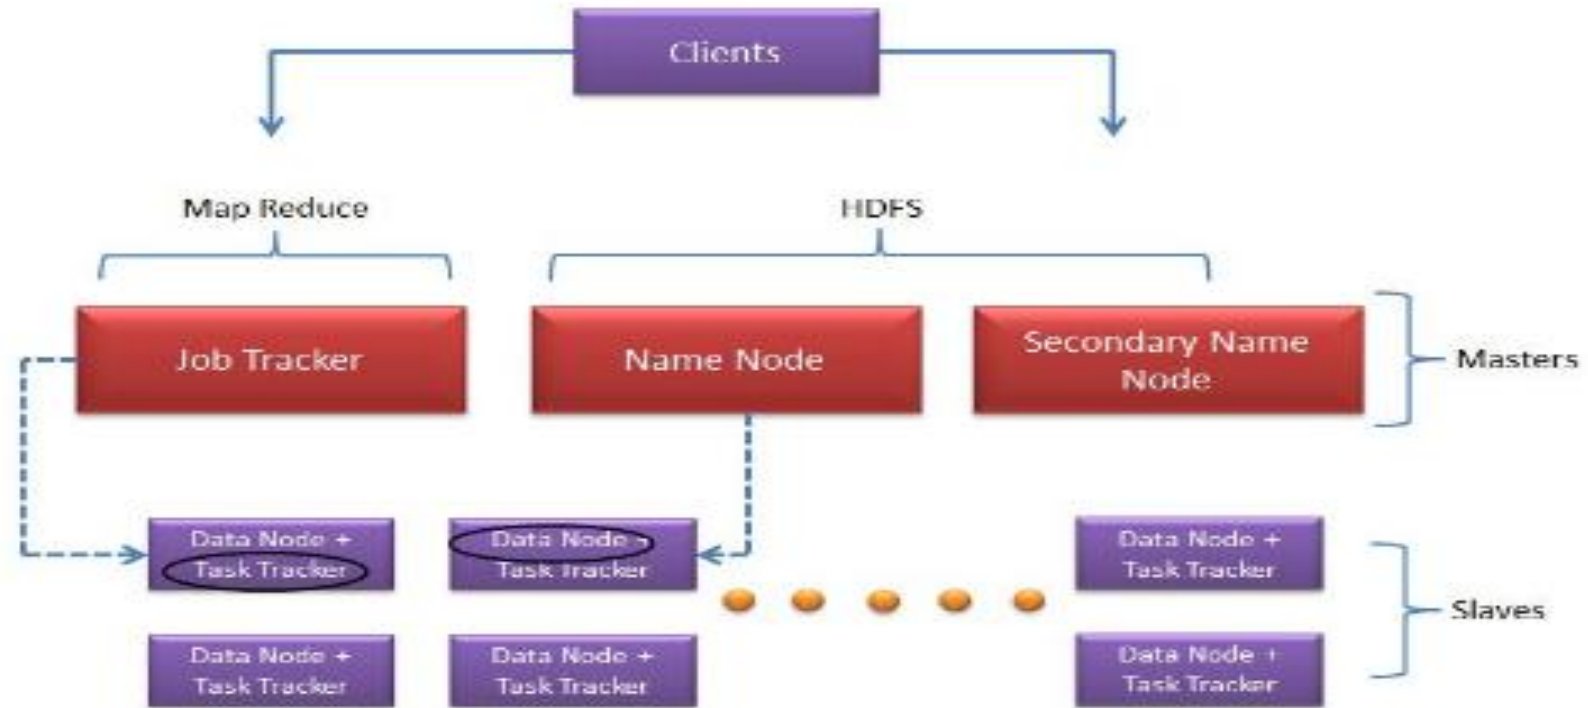 Clients
Map Reduce
HDFS
Job Tracker
Name Node
Secondary Name
Node
Masters
Data Node +
Task Tracker
Data Node +
Task Tracker
Data Node +
Task Tracker
Slaves
Data Node +
Task Tracker
Data Node +
Task Tracker
Data Node +
Task Tracker